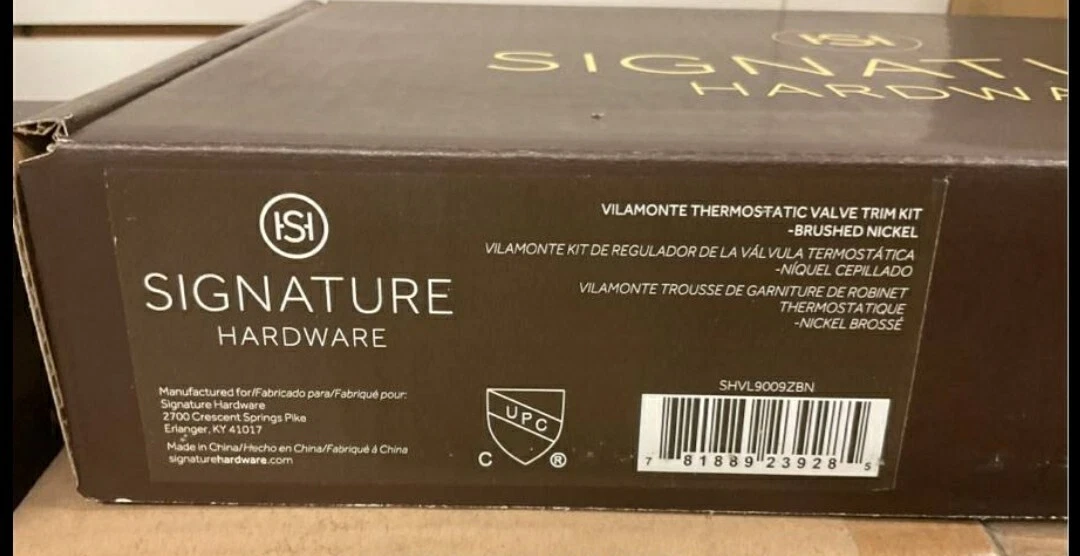 SIGNAT
HARDW
SIGNATURE
HARDWARE
VILAMONTE THERMOSTATIC VALVE TRIM KIT
-BRUSHED NICKEL
VILAMONTE KIT DE REGULADOR DE LA VÁLVULA TERMOSTÁTICA
-NÍQUEL CEPILLADO
VILAMONTE TROUSSE DE GARNITURE DE ROBINET
THERMOSTATIQUE
-NICKEL BROSSÉ
Manufactured for/Fabricado para/Fabriqué pour:
Signature Hardware
2700 Crescent Springs Pike
Erlanger, KY 41017
Made in China/Hecho en China/Fabriqué à China
signaturehardware.com
UPC
C ®
SHVL9009ZBN
7 81889 23928 5